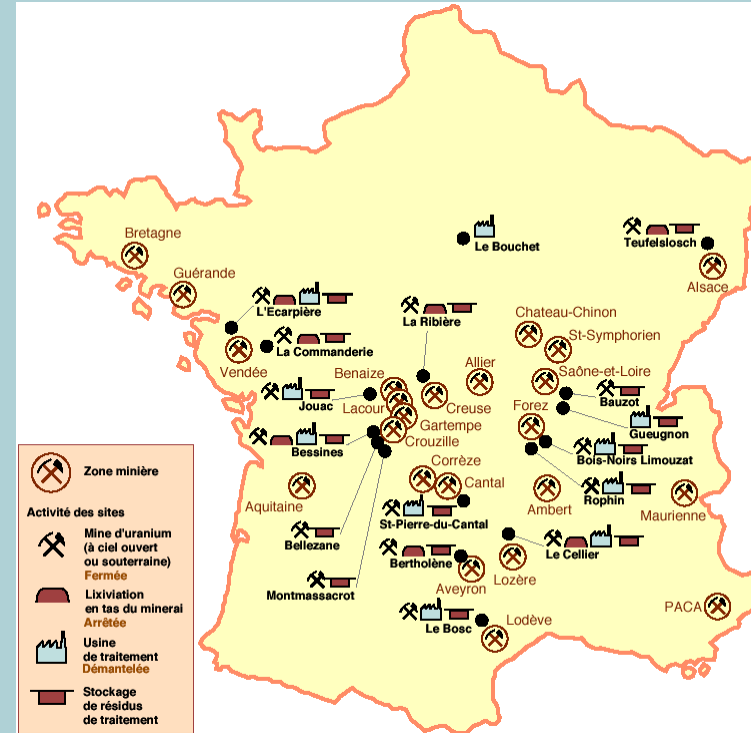 Bretagne
Le Bouchet
Teufelslosch
Alsace
Guérande
L'Ecarpière
La Ribière
Chateau-Chinon
St-Symphorien
La Commanderie
Vendée
Benaize
Allier
Saône-et-Loire
Jouac
Lacour
Creuse
Bauzot
Forez
Gartempe
Gueugnon
Crouzille
Bessines
Bois-Noirs Limouzat
Corrèze
Cantal
Rophin
Aquitaine
Ambert
Maurienne
St-Pierre-du-Cantal
Bellezane
Le Cellier
Bertholène
Lozère
Aveyron
Montmassacrot
PACA
Le Bosc
Lodève
Zone minière
Activité des sites
Mine d'uranium
(à ciel ouvert
ou souterraine)
Fermée
Lixiviation
en tas du minerai
Arrêtée
Usine
de traitement
Démantelée
Stockage
de résidus
de traitement